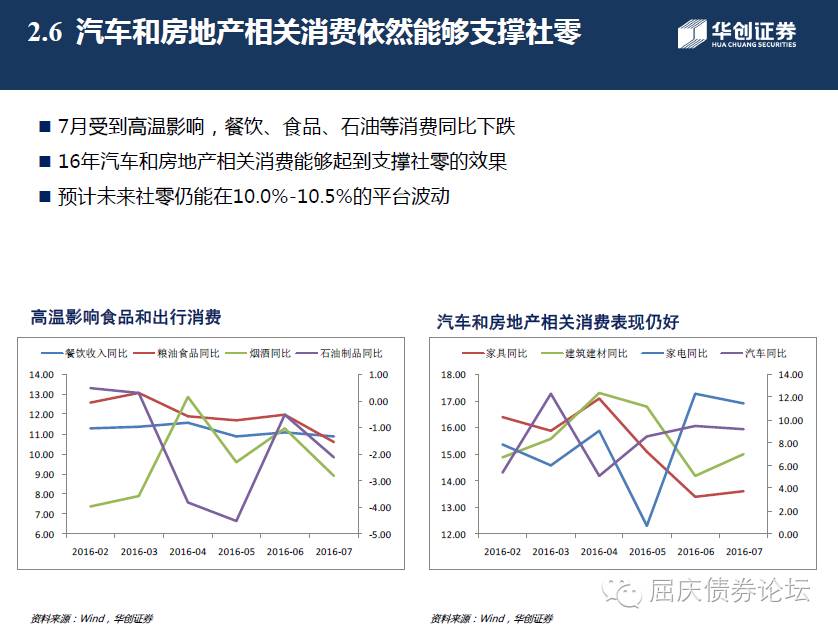 2.6 汽车和房地产相关消费依然能够支撑社零
华创证券
HUA CHUANG SECURITIES
7月受到高温影响，餐饮、食品、石油等消费同比下跌
16年汽车和房地产相关消费能够起到支撑社零的效果
预计未来社零仍能在10.0%-10.5%的平台波动
高温影响食品和出行消费
餐饮收入同比 粮油食品同比 烟酒同比 石油制品同比
14.00 1.00
13.00 0.00
12.00 -1.00
11.00
10.00 -2.00
9.00 -3.00
8.00
7.00 -4.00
6.00 -5.00
2016-02 2016-03 2016-04 2016-05 2016-06 2016-07
资料来源：Wind，华创证券
汽车和房地产相关消费表现仍好
家具同比 建筑建材同比 家电同比 汽车同比
18.00 14.00
17.00 12.00
16.00 10.00
15.00 8.00
6.00
14.00 4.00
13.00 2.00
12.00 0.00
2016-02 2016-03 2016-04 2016-05 2016-06 2016-07
资料来源：Wind，华创证券
屈庆债券论坛